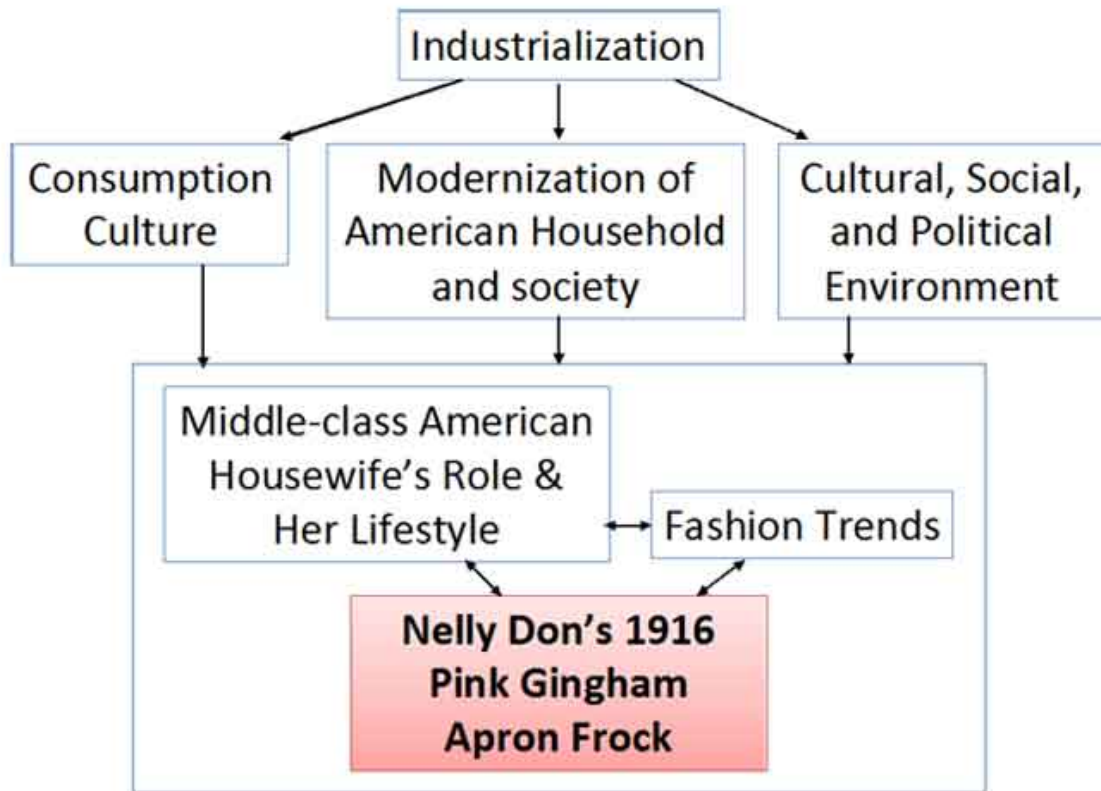 Industrialization
Consumption
Culture
Modernization of
American Household
and society
Cultural, Social,
and Political
Environment
Middle-class American
Housewife’s Role &
Her Lifestyle
Fashion Trends
Nelly Don’s 1916
Pink Gingham
Apron Frock